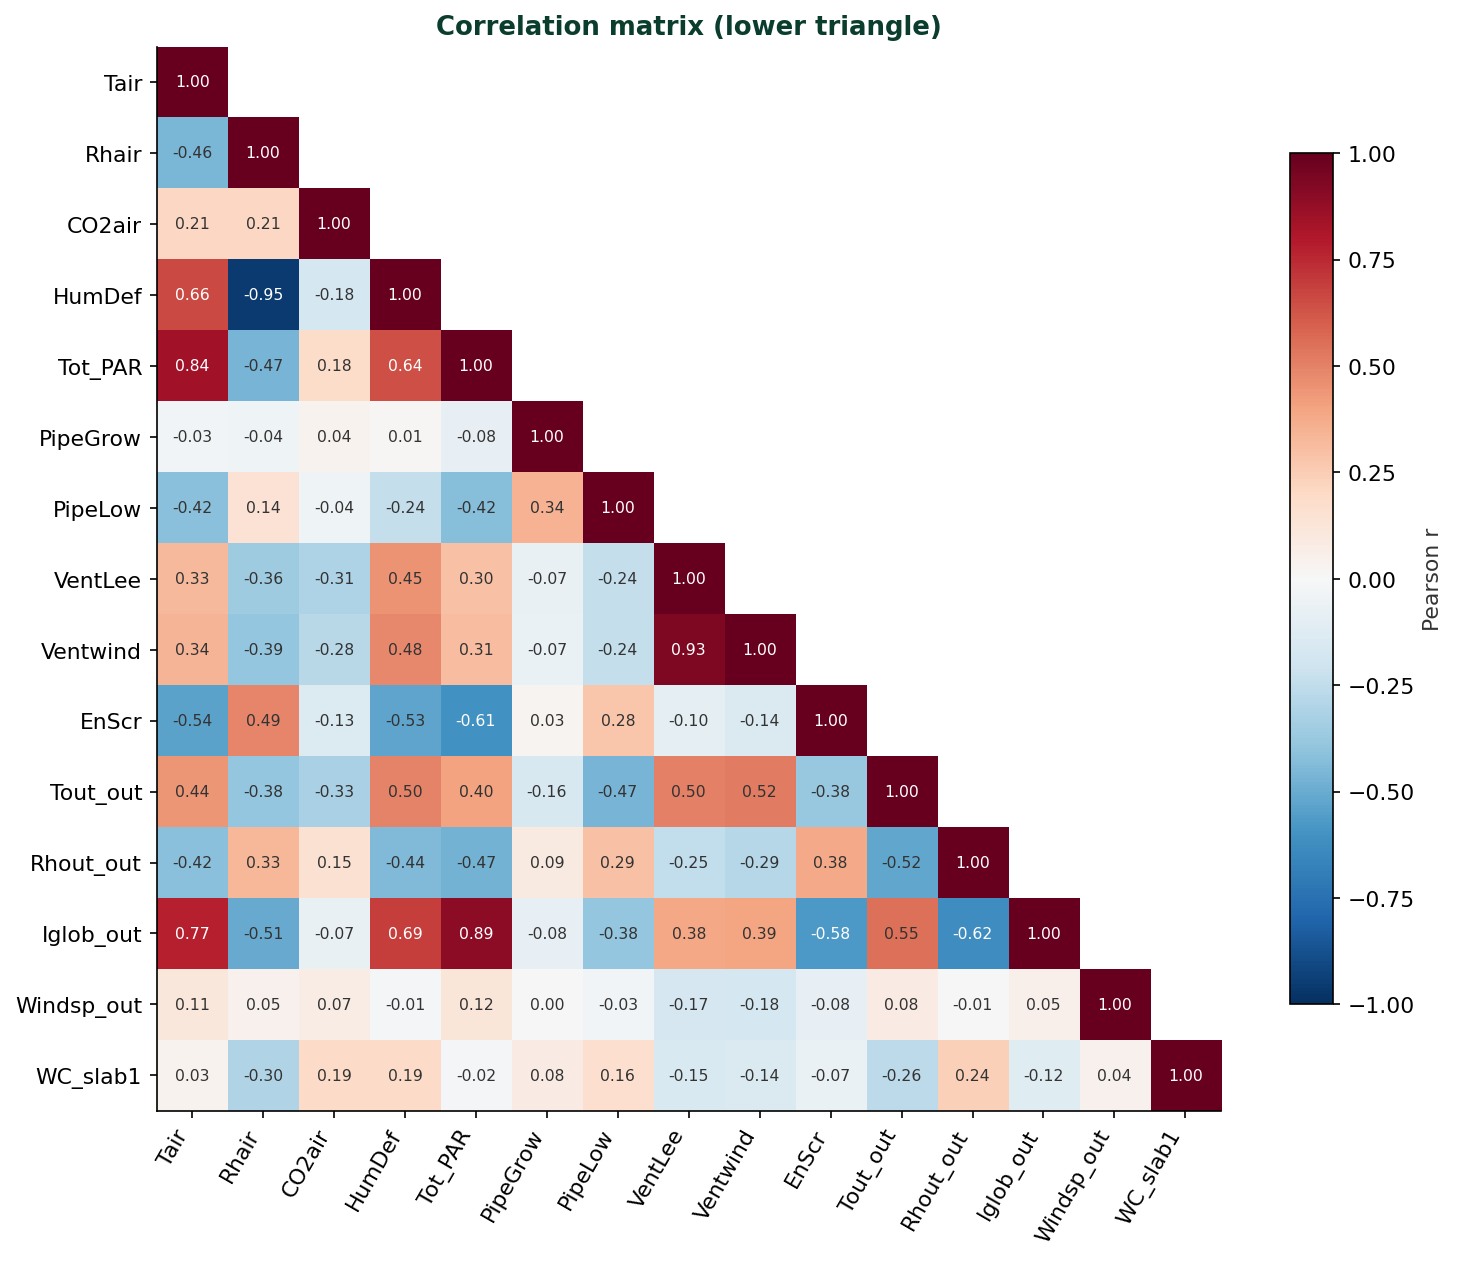 Correlation matrix (lower triangle)
Tair 1.00
Rhair -0.46 1.00
CO2air 0.21 0.21 1.00
HumDef 0.66 -0.95 -0.18 1.00
Tot_PAR 0.84 -0.47 0.18 0.64 1.00
PipeGrow -0.03 -0.04 0.04 0.01 -0.08 1.00
PipeLow -0.42 0.14 -0.04 -0.24 -0.42 0.34 1.00
VentLee 0.33 -0.36 -0.31 0.45 0.30 -0.07 -0.24 1.00
Ventwind 0.34 -0.39 -0.28 0.48 0.31 -0.07 -0.24 0.93 1.00
EnScr -0.54 0.49 -0.13 -0.53 -0.61 0.03 0.28 -0.10 -0.14 1.00
Tout_out 0.44 -0.38 -0.33 0.50 0.40 -0.16 -0.47 0.50 0.52 -0.38 1.00
Rhout_out -0.42 0.33 0.15 -0.44 -0.47 0.09 0.29 -0.25 -0.29 0.38 -0.52 1.00
Iglob_out 0.77 -0.51 -0.07 0.69 0.89 -0.08 -0.38 0.38 0.39 -0.58 0.55 -0.62 1.00
Windsp_out 0.11 0.05 0.07 -0.01 0.12 0.00 -0.03 -0.17 -0.18 -0.08 0.08 -0.01 0.05 1.00
WC_slab1 0.03 -0.30 0.19 0.19 -0.02 0.08 0.16 -0.15 -0.14 -0.07 -0.26 0.24 -0.12 0.04 1.00
Tair Rhair CO2air HumDef Tot_PAR PipeGrow PipeLow VentLee Ventwind EnScr Tout_out Rhout_out Iglob_out Windsp_out WC_slab1
1.00
0.75
0.50
0.25
0.00
−0.25
−0.50
−0.75
−1.00
Pearson r